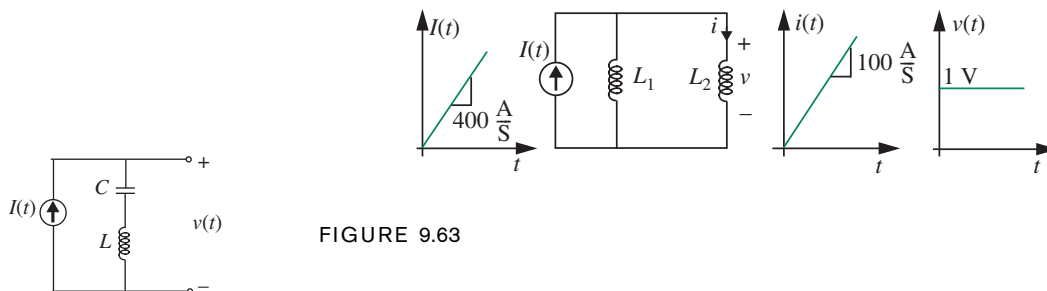 I(t)
400 A/S
t
I(t)
L1
L2
i
+
v
−
i(t)
100 A/S
t
v(t)
1 V
t
I(t)
C
L
+
v(t)
−
FIGURE 9.63